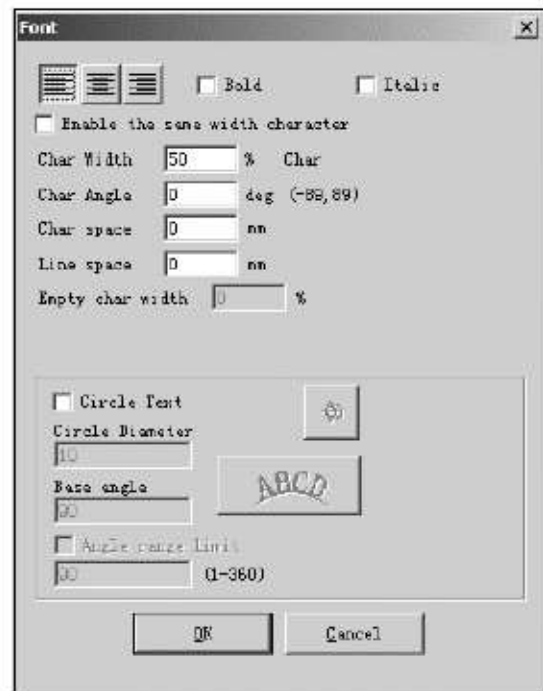 Font
Bold Italic
Enable the same width character
Char Width 50 % Char
Char Angle 0 deg (-89,89)
Char space 0 mm
Line space 0 mm
Empty char width 0 %
Circle Text
Circle Diameter
10
ABCD
Base angle
90
Angle range limit
90 (1-360)
OK Cancel